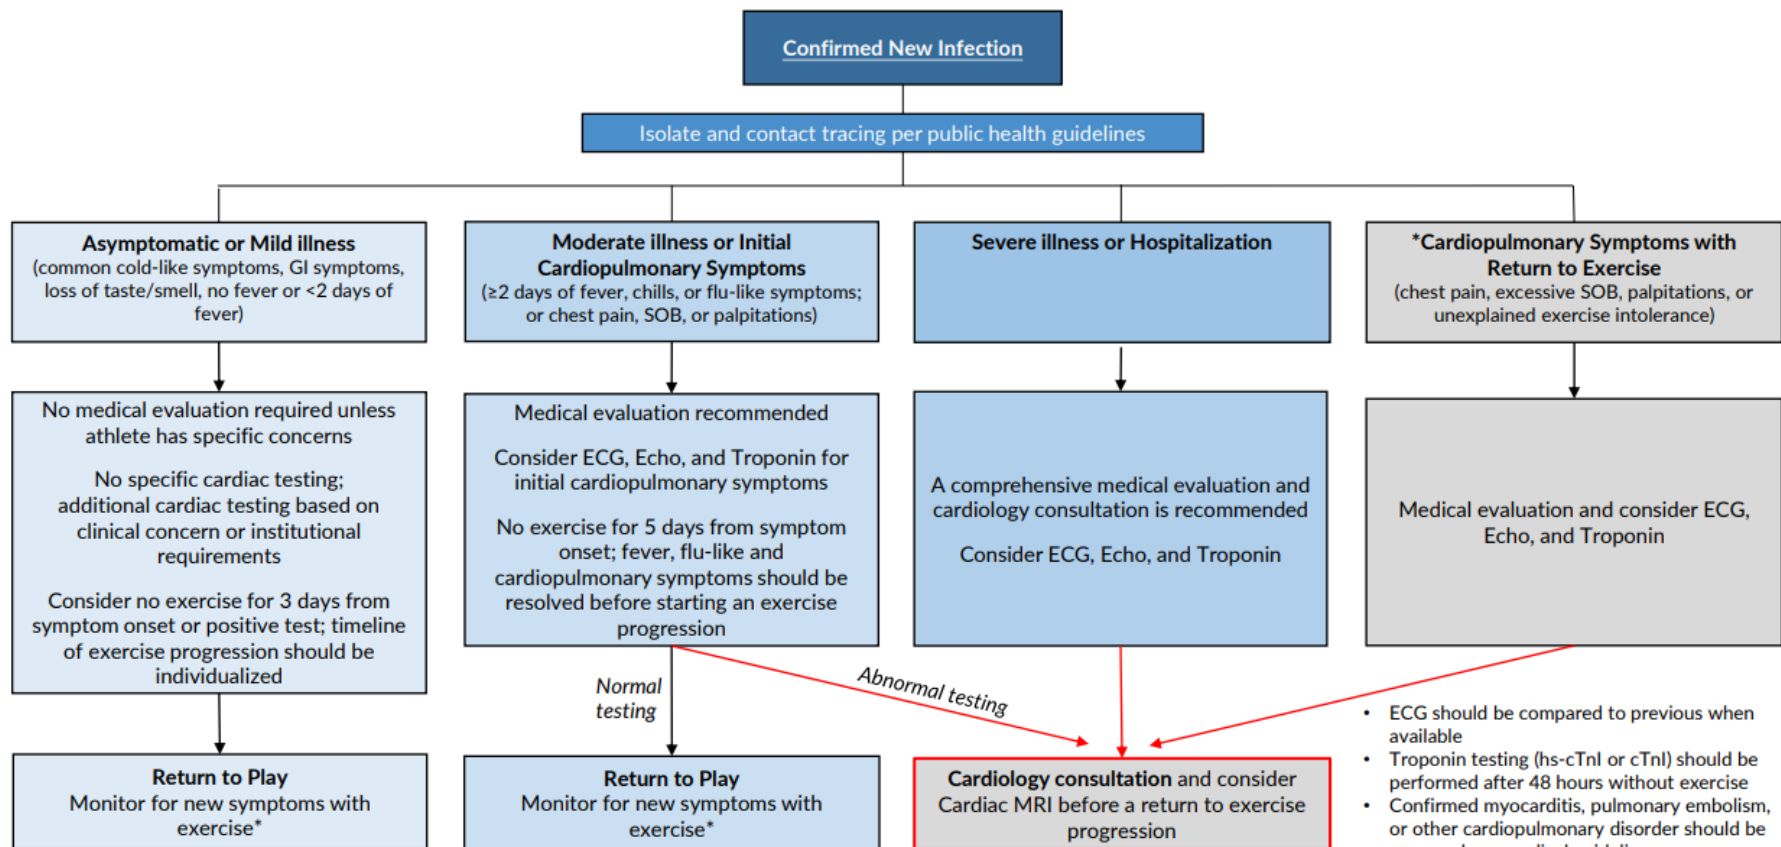 Confirmed New Infection
Isolate and contact tracing per public health guidelines
Asymptomatic or Mild illness
(common cold-like symptoms, GI symptoms,
loss of taste/smell, no fever or <2 days of
fever)
Moderate illness or Initial
Cardiopulmonary Symptoms
(≥2 days of fever, chills, or flu-like symptoms;
or chest pain, SOB, or palpitations)
Severe illness or Hospitalization
*Cardiopulmonary Symptoms with
Return to Exercise
(chest pain, excessive SOB, palpitations, or
unexplained exercise intolerance)
No medical evaluation required unless
athlete has specific concerns
No specific cardiac testing;
additional cardiac testing based on
clinical concern or institutional
requirements
Consider no exercise for 3 days from
symptom onset or positive test; timeline
of exercise progression should be
individualized
Medical evaluation recommended
Consider ECG, Echo, and Troponin for
initial cardiopulmonary symptoms
No exercise for 5 days from symptom
onset; fever, flu-like and
cardiopulmonary symptoms should be
resolved before starting an exercise
progression
A comprehensive medical evaluation and
cardiology consultation is recommended
Consider ECG, Echo, and Troponin
Medical evaluation and consider ECG,
Echo, and Troponin
Normal
testing
Abnormal testing
Return to Play
Monitor for new symptoms with
exercise*
Return to Play
Monitor for new symptoms with
exercise*
Cardiology consultation and consider
Cardiac MRI before a return to exercise
progression
• ECG should be compared to previous when
available
• Troponin testing (hs-cTnI or cTnI) should be
performed after 48 hours without exercise
• Confirmed myocarditis, pulmonary embolism,
or other cardiopulmonary disorder should be